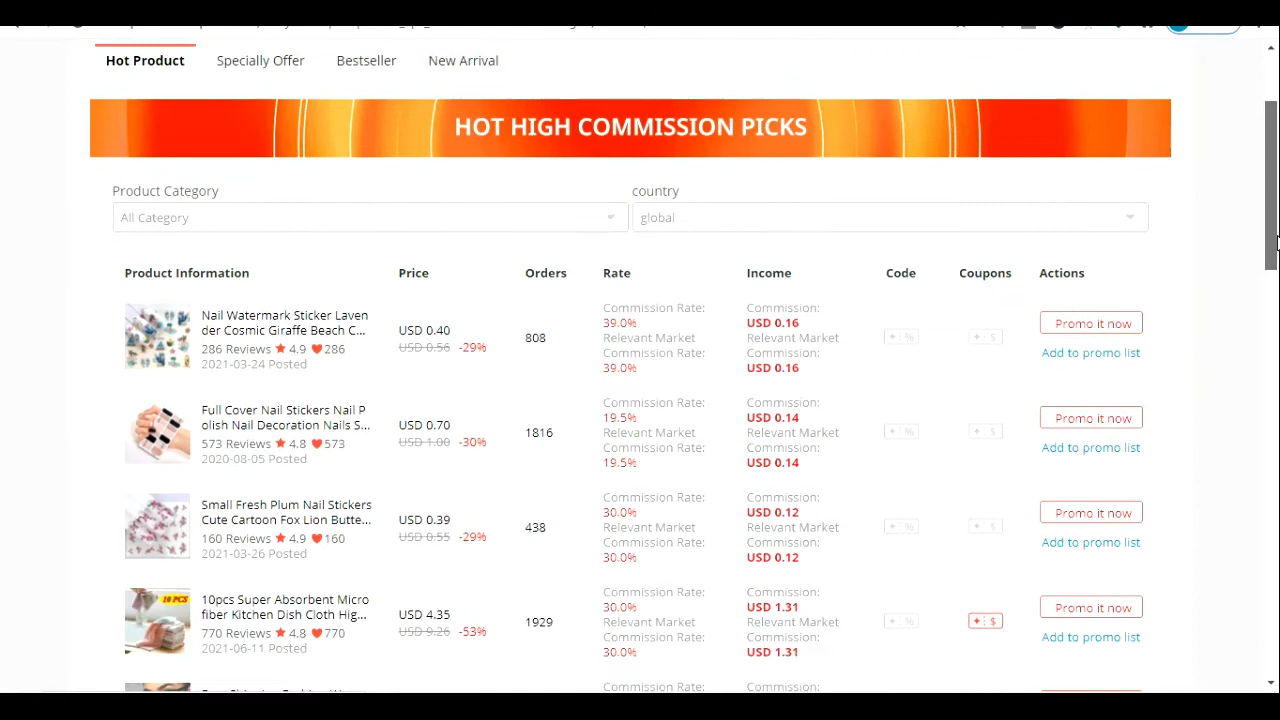 Hot Product Specially Offer Bestseller New Arrival
HOT HIGH COMMISSION PICKS
Product Category country
All Category global
Product Information Price Orders Rate Income Code Coupons Actions
Nail Watermark Sticker Laven
der Cosmic Giraffe Beach C...
286 Reviews 4.9 286
2021-03-24 Posted
USD 0.40
USD 0.56 -29%
808
Commission Rate:
39.0%
Relevant Market
Commission Rate:
39.0%
Commission:
USD 0.16
Relevant Market
Commission:
USD 0.16
%
$
Promo it now
Add to promo list
Full Cover Nail Stickers Nail P
olish Nail Decoration Nails S...
573 Reviews 4.8 573
2020-08-05 Posted
USD 0.70
USD 1.00 -30%
1816
Commission Rate:
19.5%
Relevant Market
Commission Rate:
19.5%
Commission:
USD 0.14
Relevant Market
Commission:
USD 0.14
%
$
Promo it now
Add to promo list
Small Fresh Plum Nail Stickers
Cute Cartoon Fox Lion Butte...
160 Reviews 4.9 160
2021-03-26 Posted
USD 0.39
USD 0.55 -29%
438
Commission Rate:
30.0%
Relevant Market
Commission Rate:
30.0%
Commission:
USD 0.12
Relevant Market
Commission:
USD 0.12
%
$
Promo it now
Add to promo list
10 PCS
10pcs Super Absorbent Micro
fiber Kitchen Dish Cloth Hig...
770 Reviews 4.8 770
2021-06-11 Posted
USD 4.35
USD 9.26 -53%
1929
Commission Rate:
30.0%
Relevant Market
Commission Rate:
30.0%
Commission:
USD 1.31
Relevant Market
Commission:
USD 1.31
%
$
Promo it now
Add to promo list
Commission Rate: Commission: